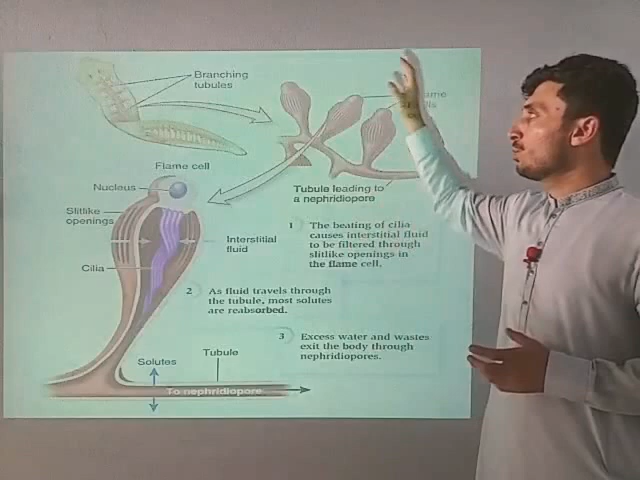 Branching
tubules
Flame cell
Nucleus
Slitlike
openings
Interstitial
fluid
Cilia
Tubule leading to
a nephridiopore
1 The beating of cilia
causes interstitial fluid
to be filtered through
slitlike openings in
in the flame cell.
2 As fluid travels through
the tubule, most solutes
are reabsorbed.
3 Excess water and wastes
exit the body through
nephridiopores.
Solutes
Tubule
To nephridiopore